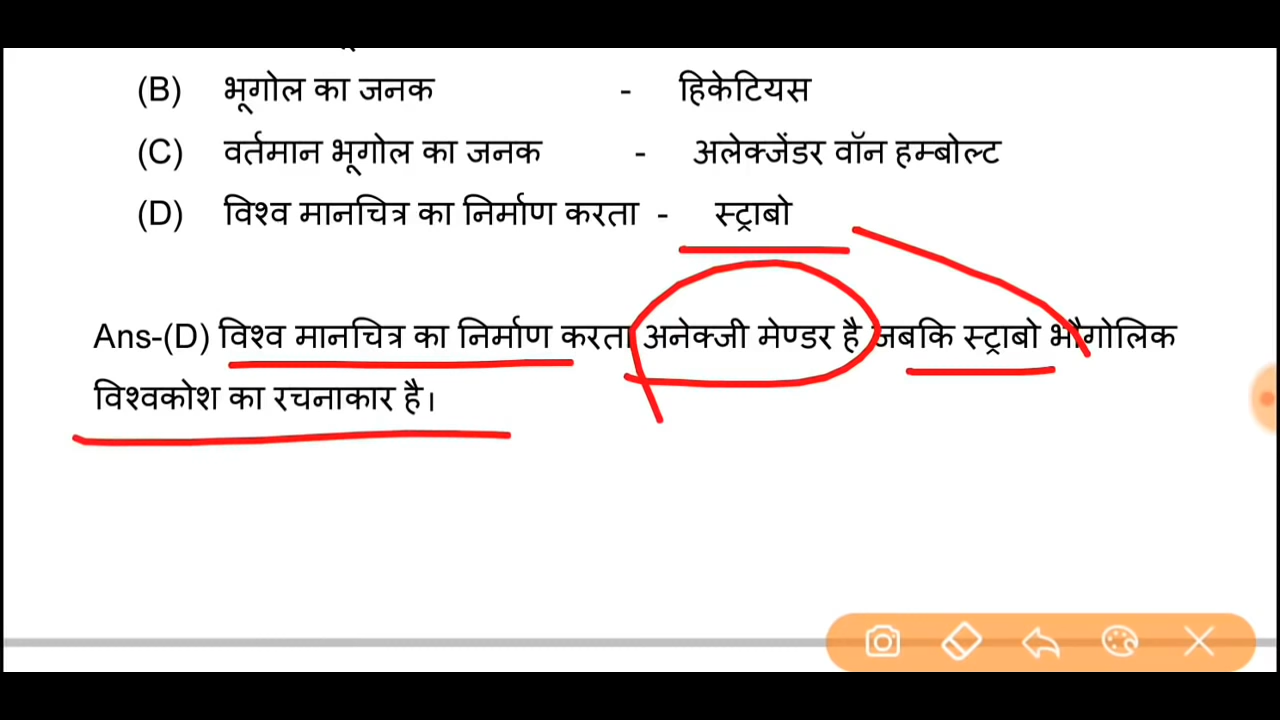 (B) भूगोल का जनक - हिकेटियस
(C) वर्तमान भूगोल का जनक - अलेक्जेंडर वॉन हम्बोल्ट
(D) विश्व मानचित्र का निर्माण करता - स्ट्राबो
Ans-(D) विश्व मानचित्र का निर्माण करता अनेक्जी मेण्डर है जबकि स्ट्राबो भौगोलिक
विश्वकोश का रचनाकार है।